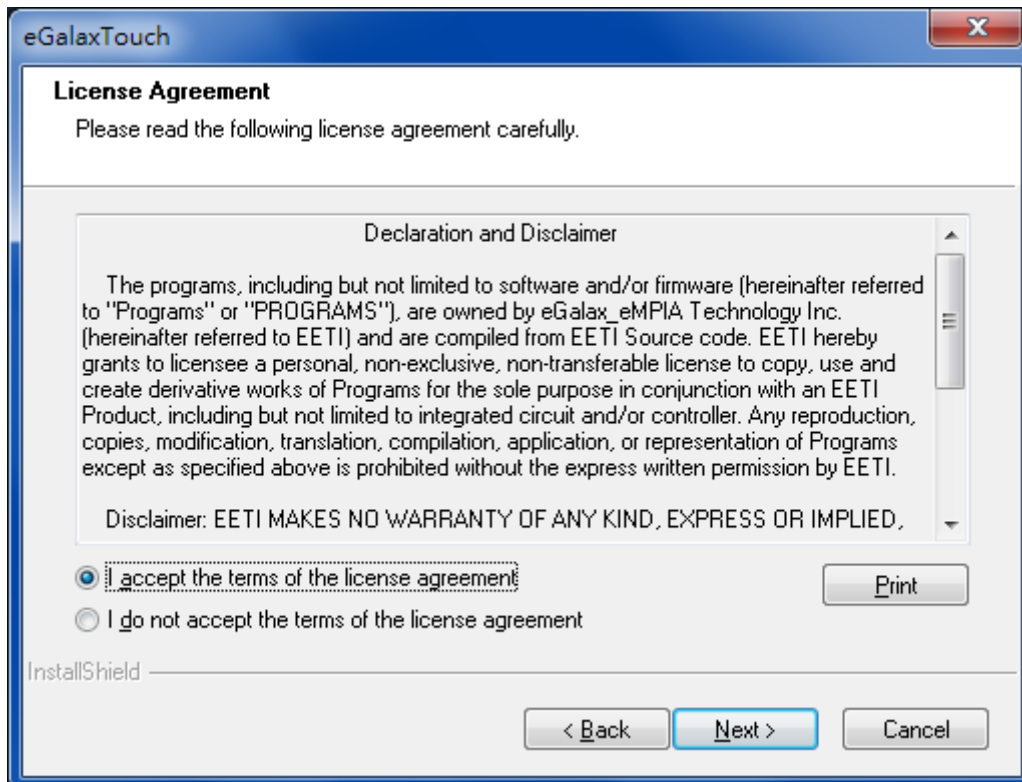 eGalaxTouch
License Agreement
Please read the following license agreement carefully.
Declaration and Disclaimer
The programs, including but not limited to software and/or firmware (hereinafter referred
to "Programs" or "PROGRAMS"), are owned by eGalax_eMPIA Technology Inc.
(hereinafter referred to EETI) and are compiled from EETI Source code. EETI hereby
grants to licensee a personal, non-exclusive, non-transferable license to copy, use and
create derivative works of Programs for the sole purpose in conjunction with an EETI
Product, including but not limited to integrated circuit and/or controller. Any reproduction,
copies, modification, translation, compilation, application, or representation of Programs
except as specified above is prohibited without the express written permission by EETI.
Disclaimer: EETI MAKES NO WARRANTY OF ANY KIND, EXPRESS OR IMPLIED,
I accept the terms of the license agreement
Print
I do not accept the terms of the license agreement
InstallShield
< Back
Next >
Cancel